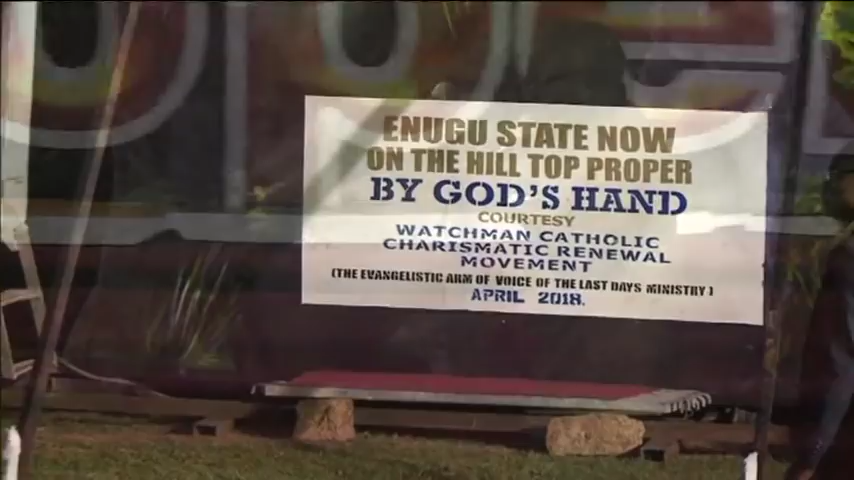 ENUGU STATE NOW
ON THE HILL TOP PROPER
BY GOD'S HAND
COURTESY
WATCHMAN CATHOLIC
CHARISMATIC RENEWAL
MOVEMENT
(THE EVANGELISTIC ARM OF VOICE OF THE LAST DAYS MINISTRY)
APRIL 2018.